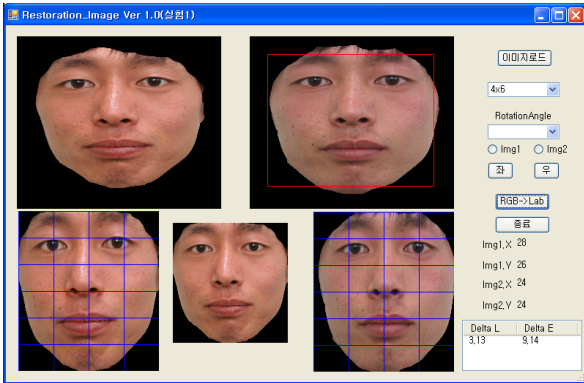 Restoration_Image Ver 1.0(실험1)
이미지로드
4x6
RotationAngle
Img1 Img2
좌 우
RGB->Lab
종료
Img1,X 28
Img1,Y 26
Img2,X 24
Img2,Y 24
Delta L Delta E
3,13 9,14